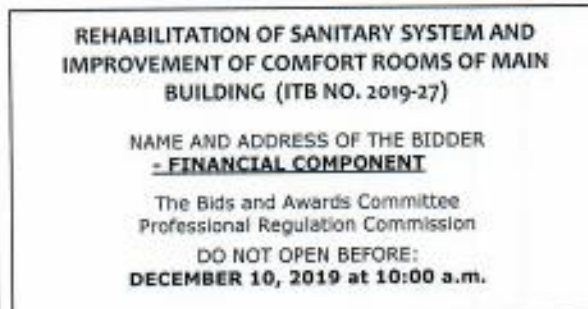 REHABILITATION OF SANITARY SYSTEM AND
IMPROVEMENT OF COMFORT ROOMS OF MAIN
BUILDING (ITB NO. 2019-27)
NAME AND ADDRESS OF THE BIDDER
- FINANCIAL COMPONENT
The Bids and Awards Committee
Professional Regulation Commission
DO NOT OPEN BEFORE:
DECEMBER 10, 2019 at 10:00 a.m.